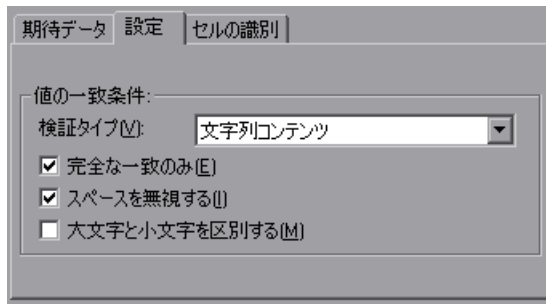 期待データ 設定 セルの識別
値の一致条件:
検証タイプ(V): 文字列コンテンツ
完全な一致のみ(E)
スペースを無視する(I)
大文字と小文字を区別する(M)